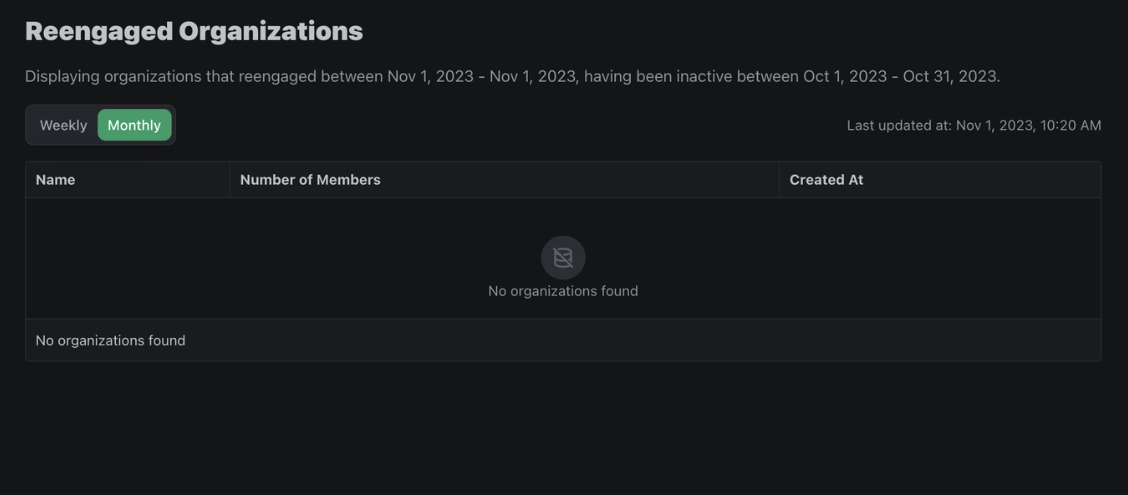 Reengaged Organizations
Displaying organizations that reengaged between Nov 1, 2023 - Nov 1, 2023, having been inactive between Oct 1, 2023 - Oct 31, 2023.
Weekly Monthly Last updated at: Nov 1, 2023, 10:20 AM
Name Number of Members Created At
No organizations found
No organizations found